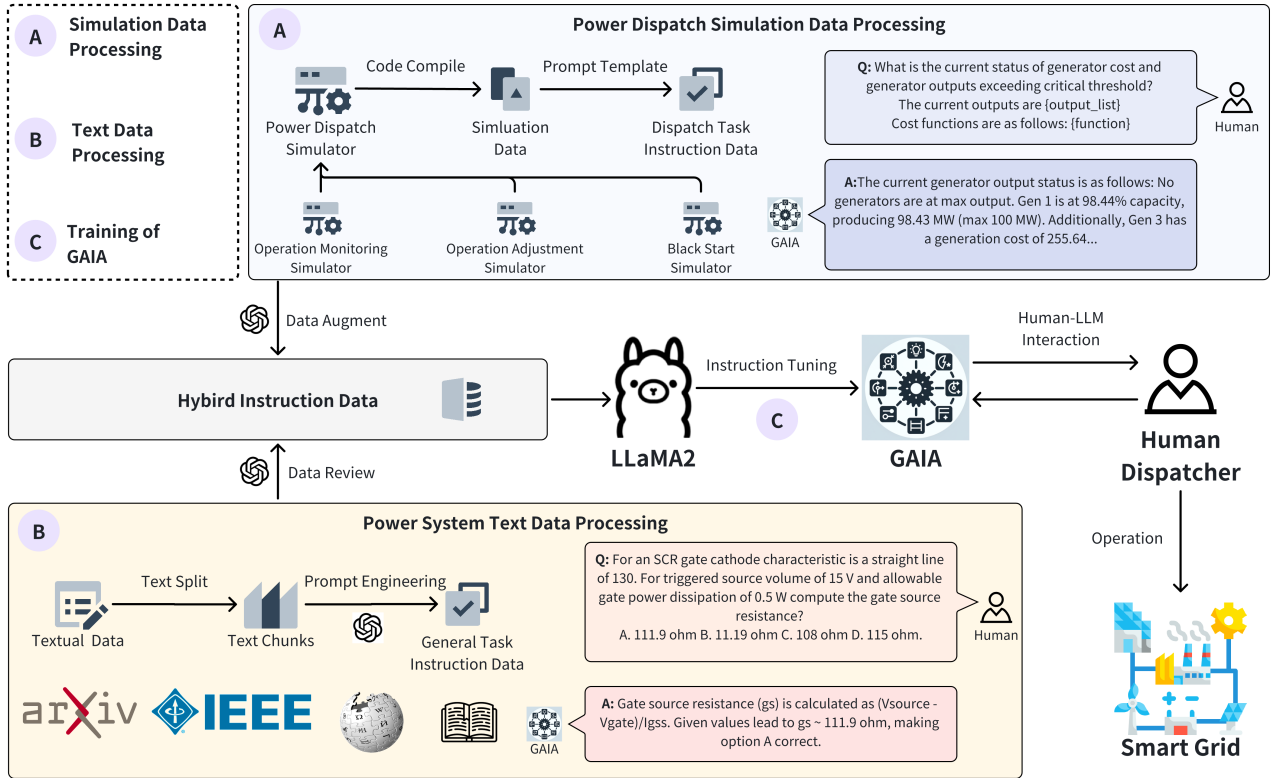 A
Simulation Data
Processing
B
Text Data
Processing
C
Training of
GAIA
A
Power Dispatch Simulation Data Processing
Code Compile
Prompt Template
Power Dispatch
Simulator
Simluation
Data
Dispatch Task
Instruction Data
Operation Monitoring
Simulator
Operation Adjustment
Simulator
Black Start
Simulator
Q: What is the current status of generator cost and
generator outputs exceeding critical threshold?
The current outputs are {output_list}
Cost functions are as follows: {function}
Human
A:The current generator output status is as follows: No
generators are at max output. Gen 1 is at 98.44% capacity,
producing 98.43 MW (max 100 MW). Additionally, Gen 3 has
a generation cost of 255.64...
GAIA
Data Augment
Hybird Instruction Data
Data Review
LLaMA2
Instruction Tuning
C
GAIA
Human-LLM
Interaction
Human
Dispatcher
Operation
Smart Grid
B
Power System Text Data Processing
Text Split
Prompt Engineering
Textual Data
Text Chunks
General Task
Instruction Data
arXiv
IEEE
Q: For an SCR gate cathode characteristic is a straight line
of 130. For triggered source volume of 15 V and allowable
gate power dissipation of 0.5 W compute the gate source
resistance?
A. 111.9 ohm B. 11.19 ohm C. 108 ohm D. 115 ohm.
Human
A: Gate source resistance (gs) is calculated as (Vsource -
Vgate)/Igss. Given values lead to gs ~ 111.9 ohm, making
option A correct.
GAIA